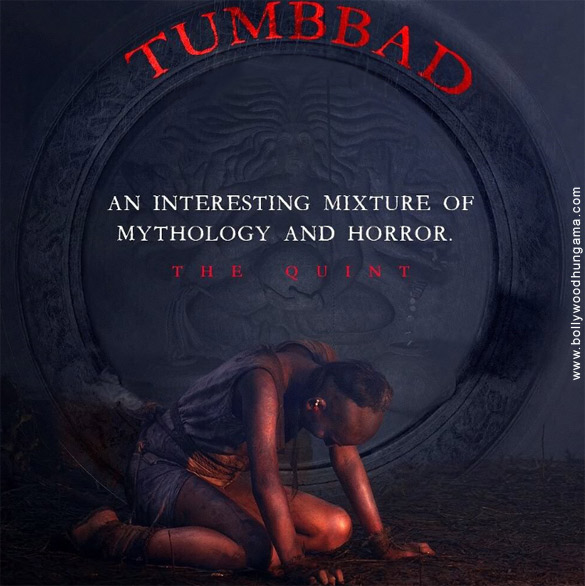 TUMBBAD
AN INTERESTING MIXTURE OF
MYTHOLOGY AND HORROR.
THE QUINT
www.bollywoodhungama.com